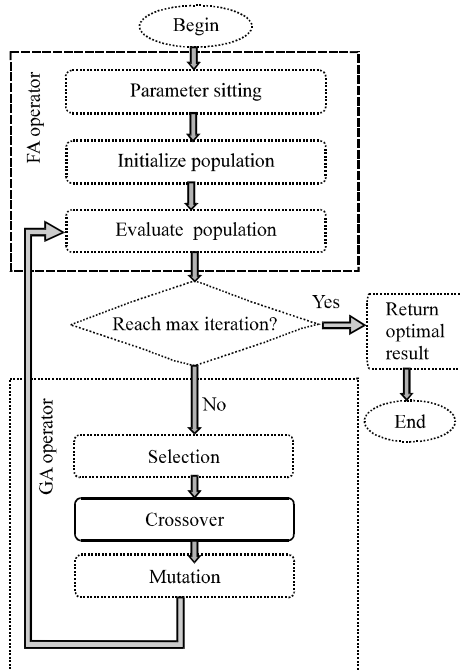 Begin
FA operator
Parameter sitting
Initialize population
Evaluate population
Reach max iteration?
Yes
Return
optimal
result
End
No
GA operator
Selection
Crossover
Mutation